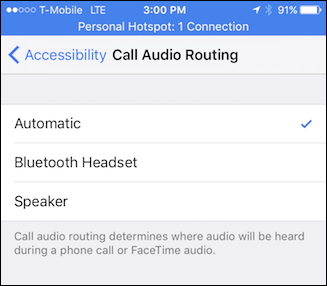 T-Mobile LTE 3:00 PM 91%
Personal Hotspot: 1 Connection
Accessibility Call Audio Routing
Automatic
Bluetooth Headset
Speaker
Call audio routing determines where audio will be heard
during a phone call or FaceTime audio.